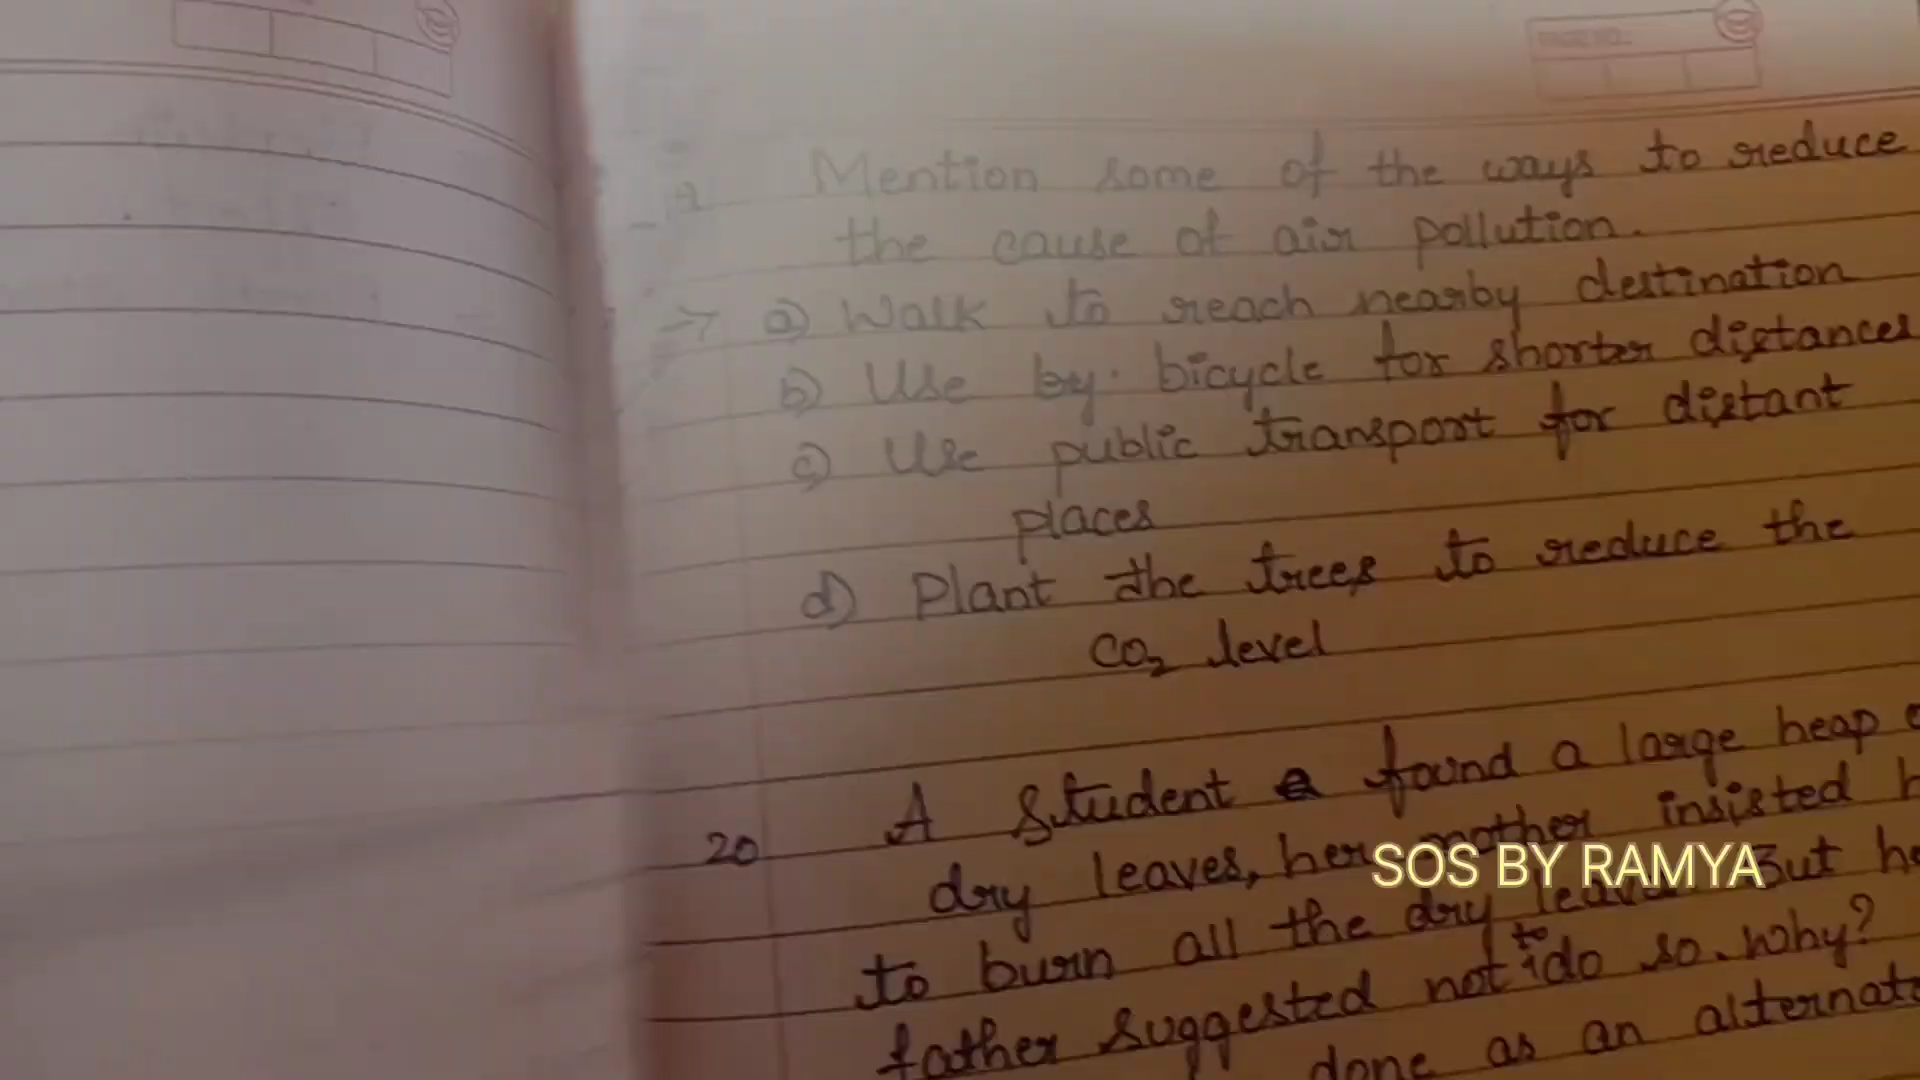 PAGE NO.:
Mention some of the ways to reduce
the cause of air pollution.
→ a) Walk to reach nearby destination
b) Use by. bicycle for shorter distances
c) Use public transport for distant
places
d) Plant the trees to reduce the
CO₂ level
20 A student found a large heap
dry leaves, her mother insisted
to burn all the dry leaves But
father suggested not to do so. Why?
done as an alternat
SOS BY RAMYA